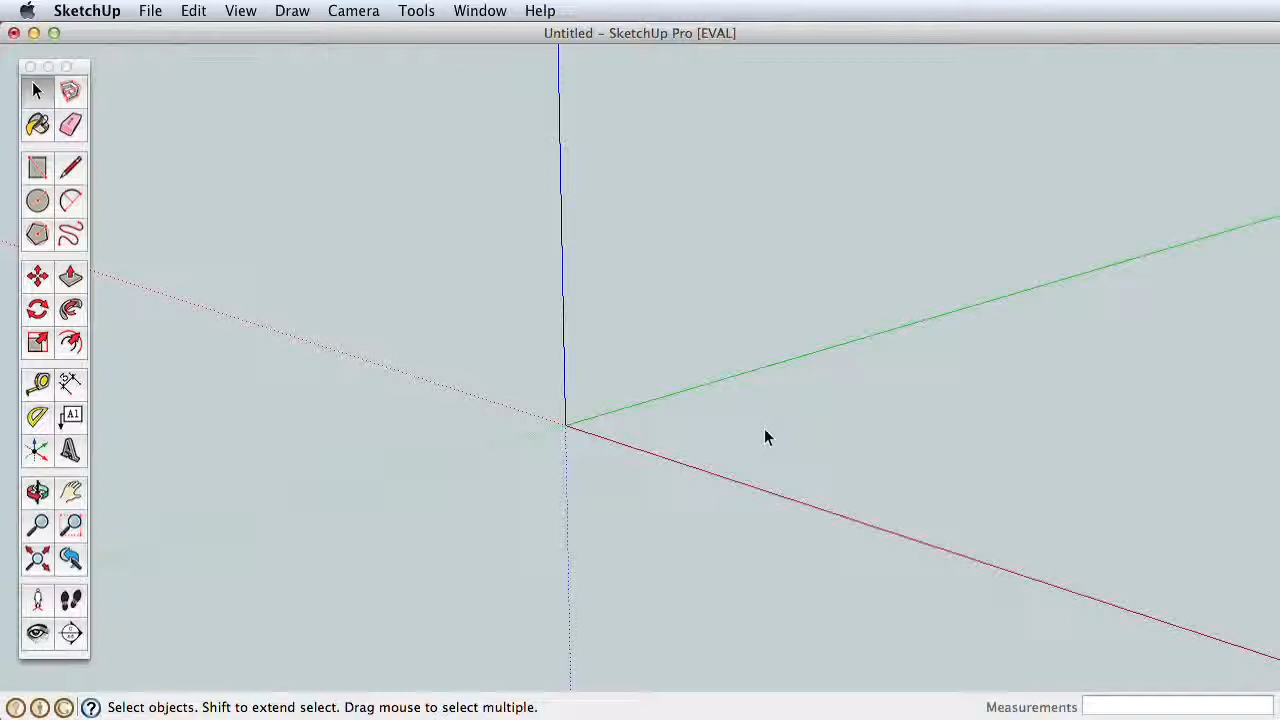 SketchUp File Edit View Draw Camera Tools Window Help
Untitled - SketchUp Pro [EVAL]
A1
Select objects. Shift to extend select. Drag mouse to select multiple.
Measurements